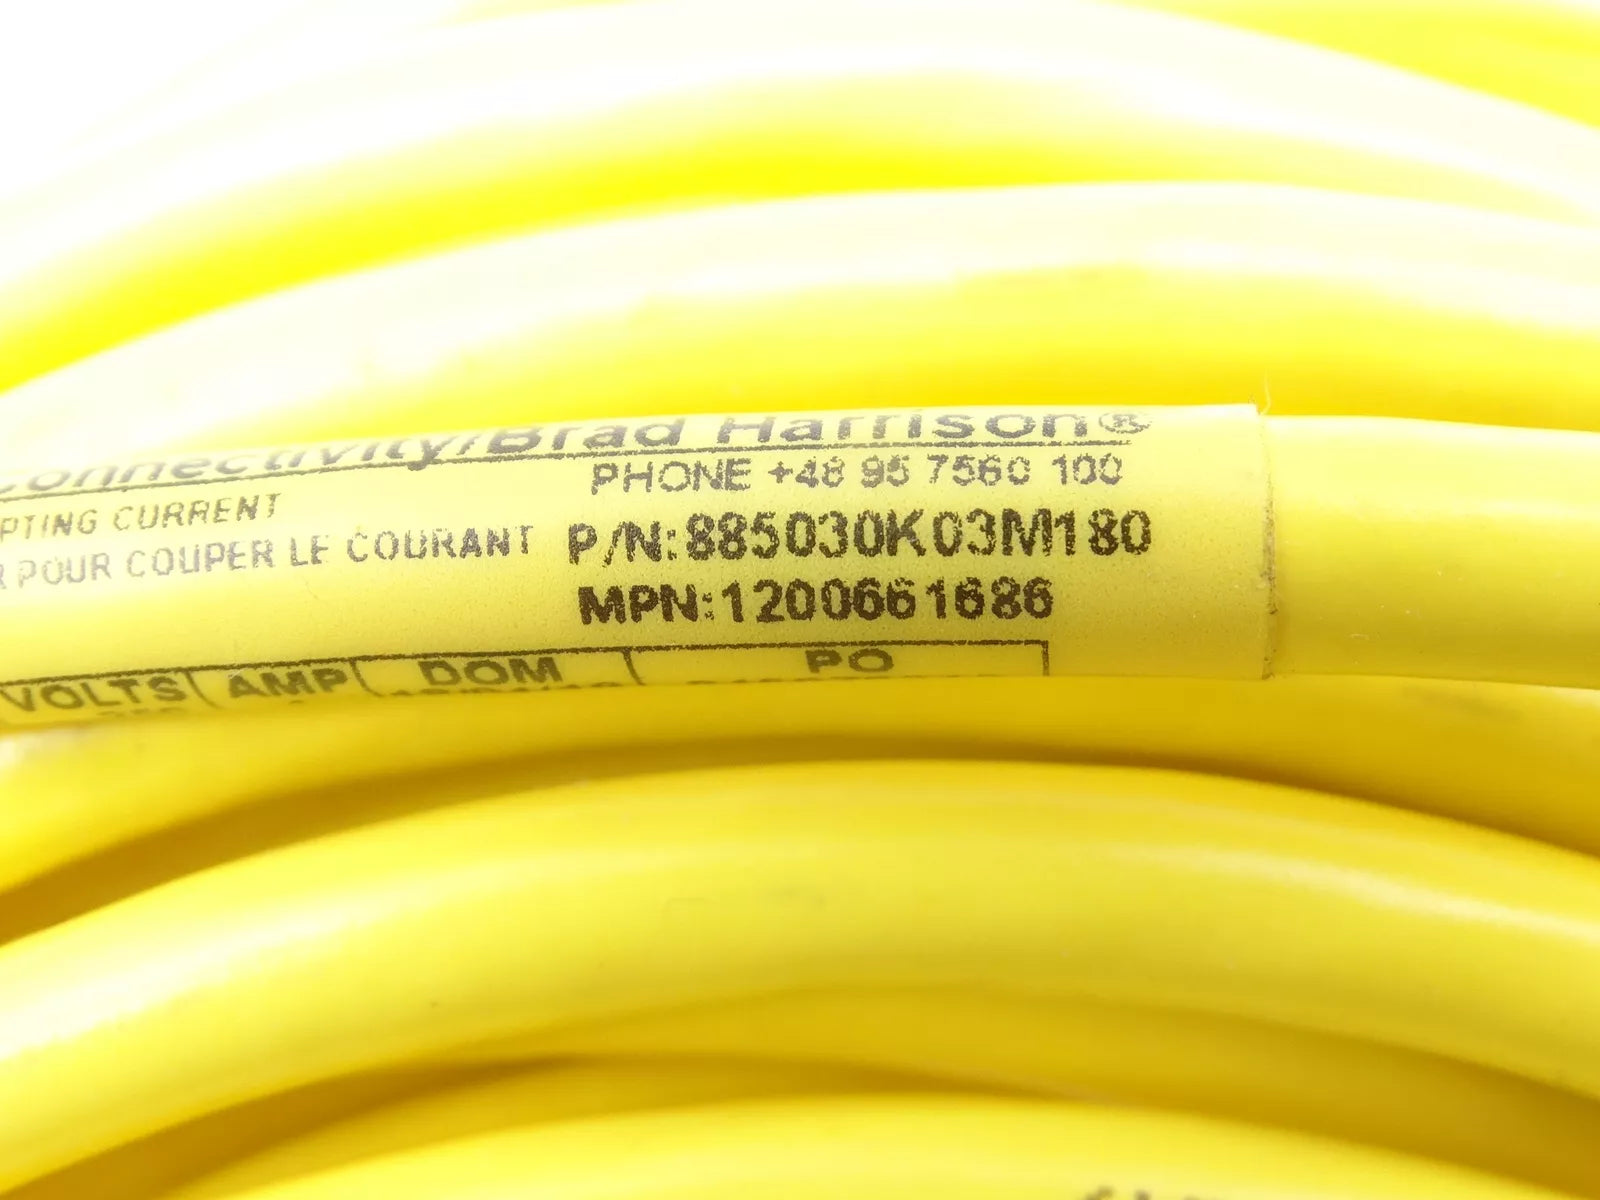 Connectivity/Brad Harrison®
PHONE +48 95 7560 100
PTING CURRENT
R POUR COUPER LE COURANT
P/N:885030K03M180
MPN:1200661686
VOLTS AMP DOM PO